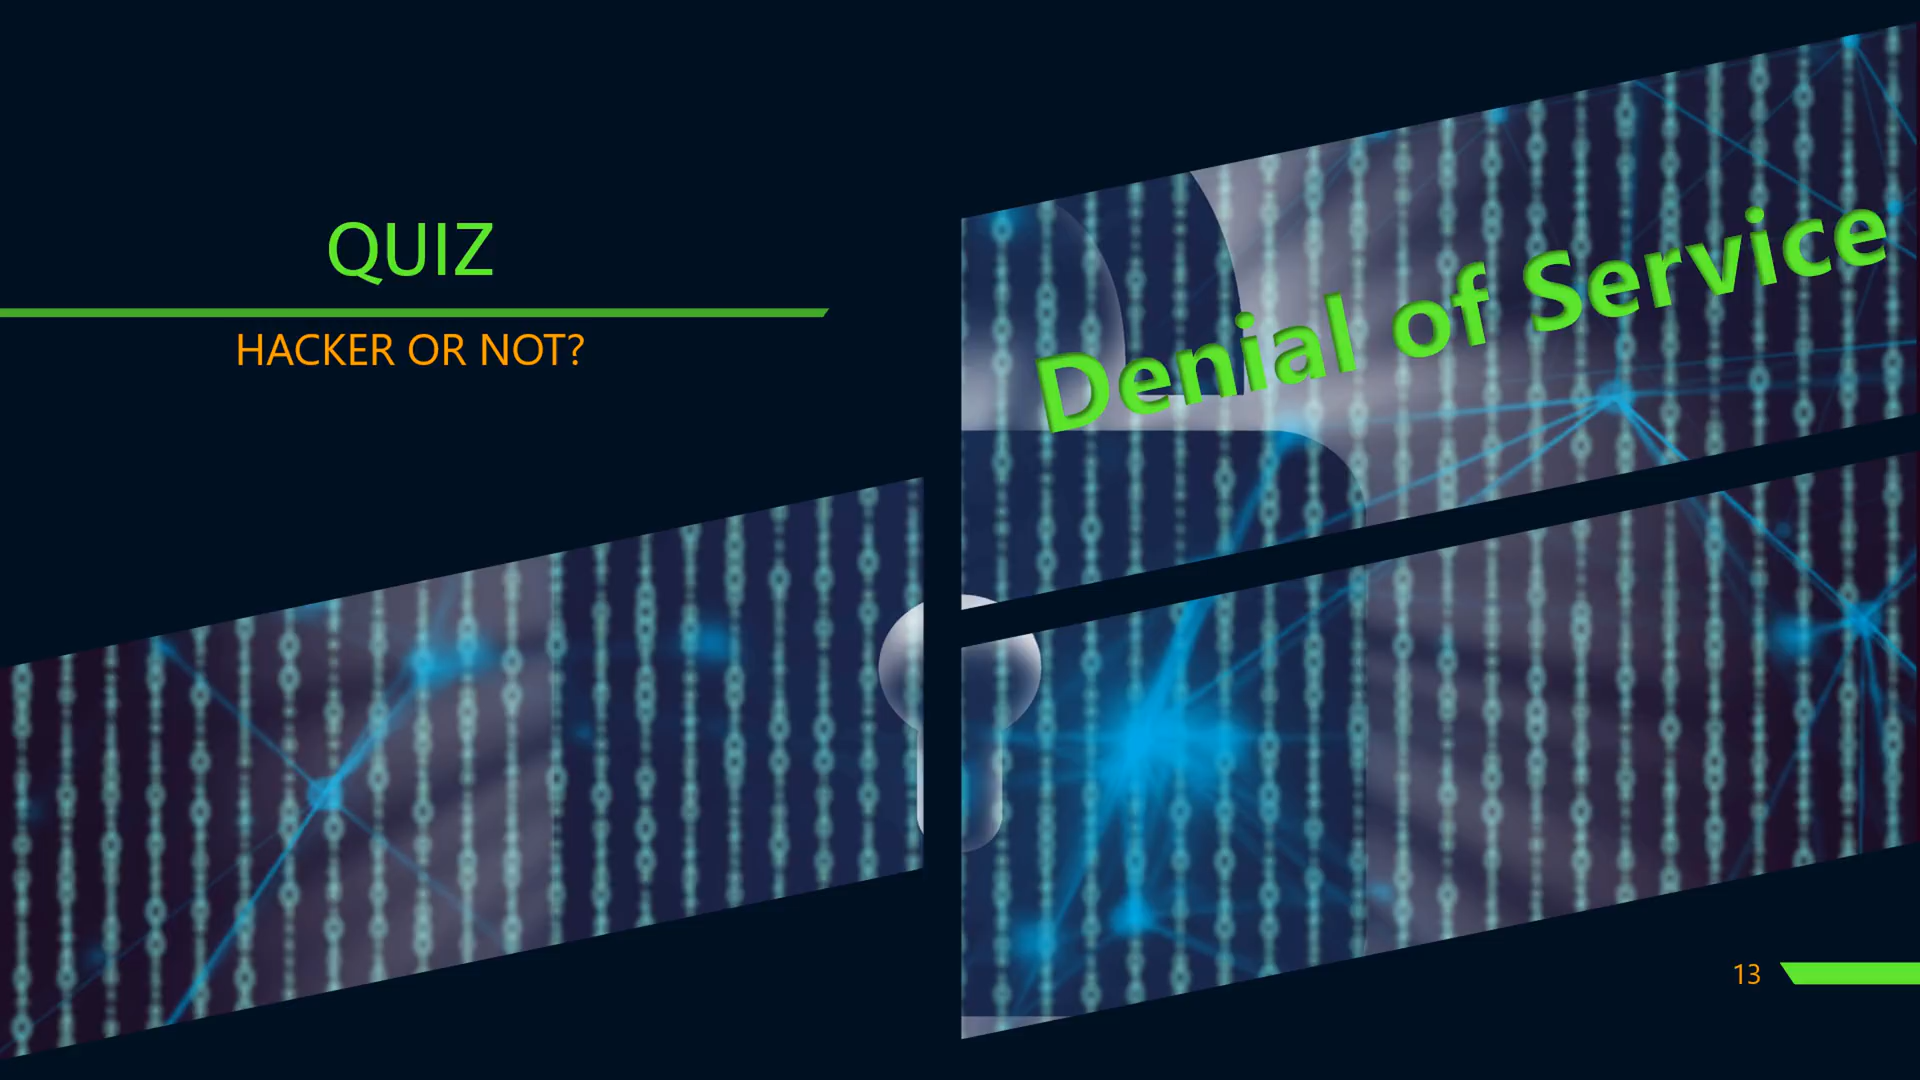 QUIZ
HACKER OR NOT?
Denial of Service
13